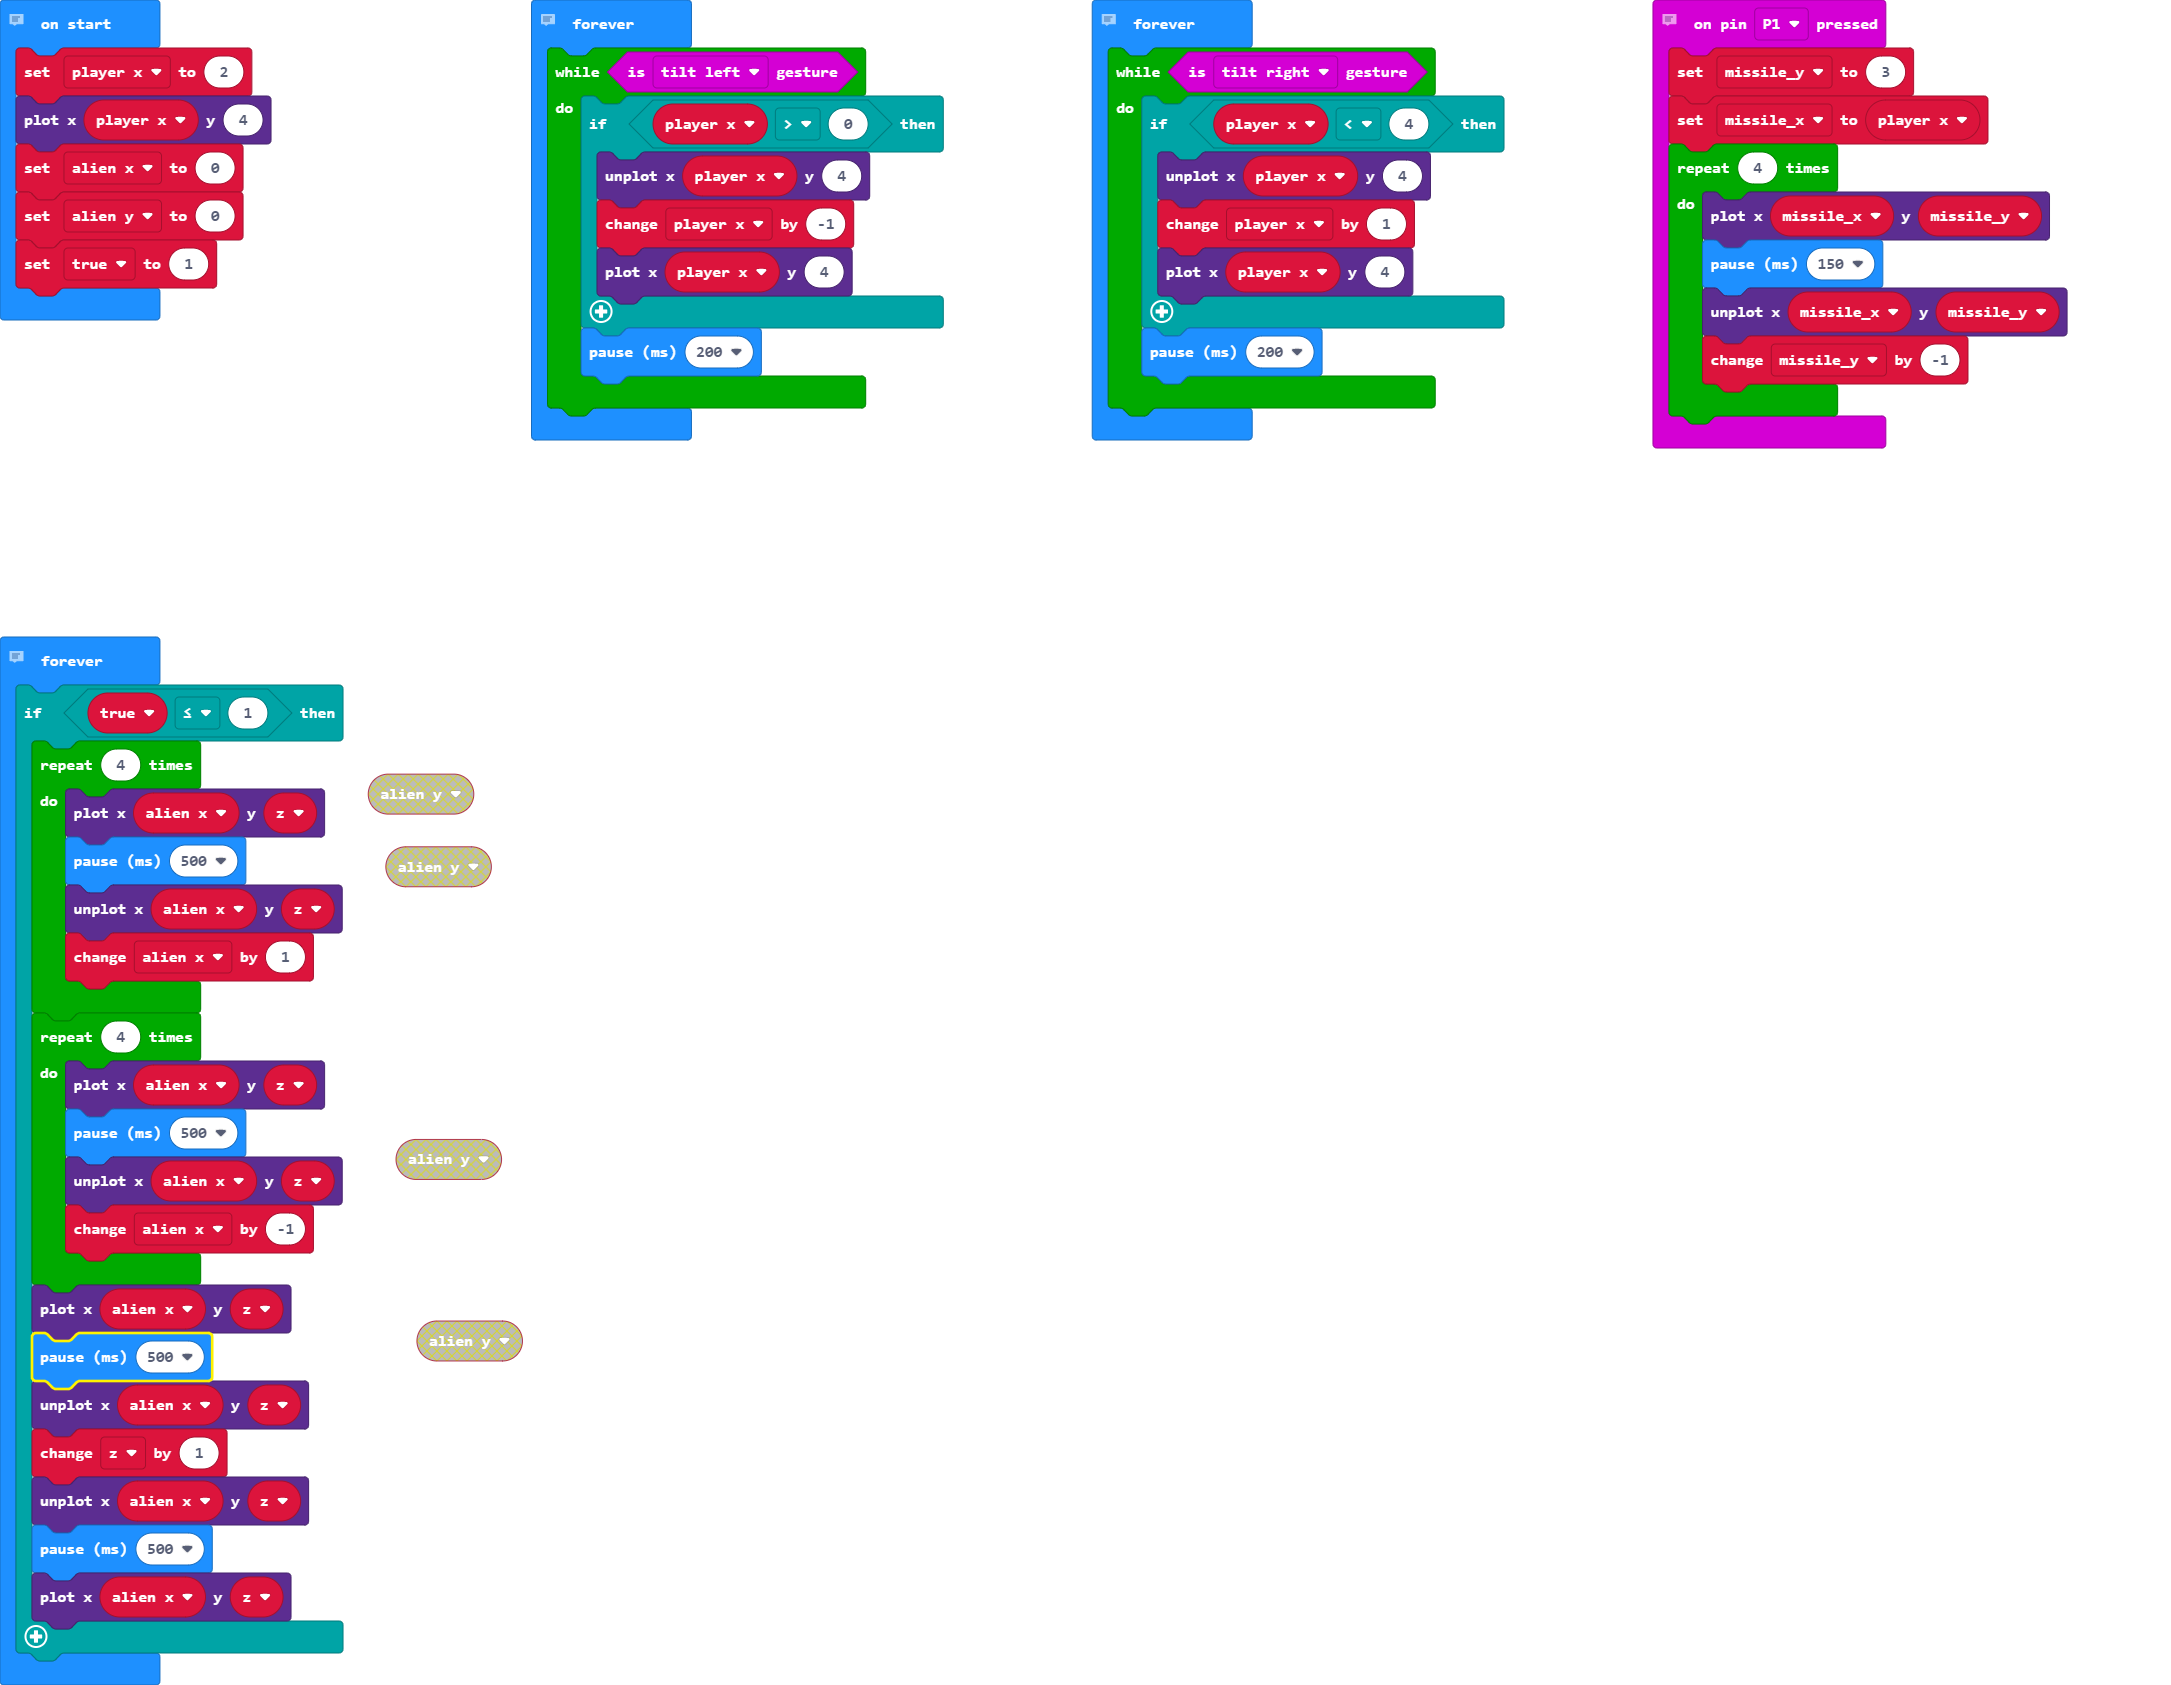 on start
set player x to 2
plot x player x y 4
set alien x to 0
set alien y to 0
set true to 1
forever
while is tilt left gesture
do
if player x > 0 then
unplot x player x y 4
change player x by -1
plot x player x y 4
pause (ms) 200
forever
while is tilt right gesture
do
if player x < 4 then
unplot x player x y 4
change player x by 1
plot x player x y 4
pause (ms) 200
on pin P1 pressed
set missile_y to 3
set missile_x to player x
repeat 4 times
do
plot x missile_x y missile_y
pause (ms) 150
unplot x missile_x y missile_y
change missile_y by -1
forever
if true ≤ 1 then
repeat 4 times
do
plot x alien x y z
pause (ms) 500
unplot x alien x y z
change alien x by 1
repeat 4 times
do
plot x alien x y z
pause (ms) 500
unplot x alien x y z
change alien x by -1
plot x alien x y z
pause (ms) 500
unplot x alien x y z
change z by 1
unplot x alien x y z
pause (ms) 500
plot x alien x y z
alien y
alien y
alien y
alien y